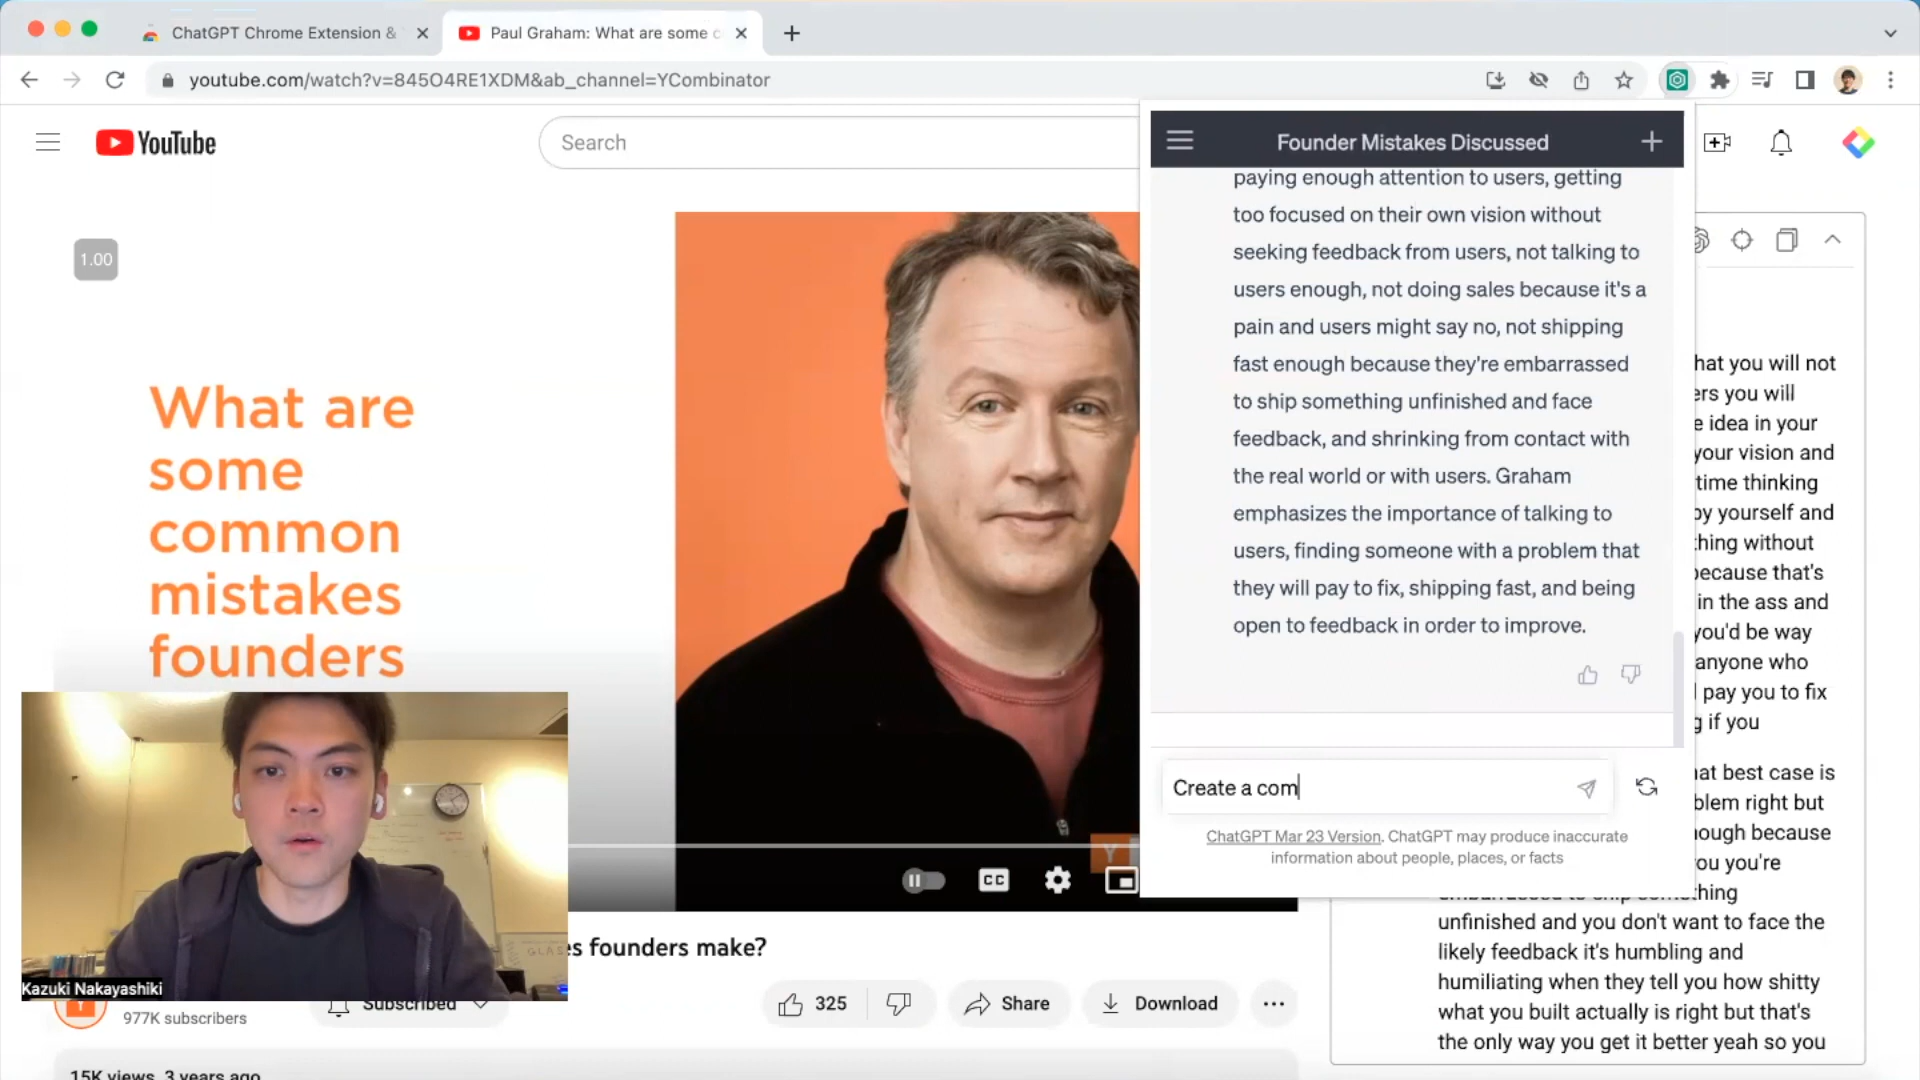 ChatGPT Chrome Extension &
Paul Graham: What are some c
youtube.com/watch?v=845O4RE1XDM&ab_channel=YCombinator
YouTube
Search
1.00
What are
some
common
mistakes
founders
Founder Mistakes Discussed
paying enough attention to users, getting
too focused on their own vision without
seeking feedback from users, not talking to
users enough, not doing sales because it's a
pain and users might say no, not shipping
fast enough because they're embarrassed
to ship something unfinished and face
feedback, and shrinking from contact with
the real world or with users. Graham
emphasizes the importance of talking to
users, finding someone with a problem that
they will pay to fix, shipping fast, and being
open to feedback in order to improve.
Create a com
ChatGPT Mar 23 Version. ChatGPT may produce inaccurate
information about people, places, or facts
hat you will not
ers you will
e idea in your
your vision and
time thinking
by yourself and
thing without
because that's
in the ass and
you'd be way
anyone who
pay you to fix
g if you
hat best case is
blem right but
nough because
you you're
unfinished and you don't want to face the
likely feedback it's humbling and
humiliating when they tell you how shitty
what you built actually is right but that's
the only way you get it better yeah so you
CC
Kazuki Nakayashiki
es founders make?
977K subscribers
Subscribed
325
Share
Download
15K views 3 years ago